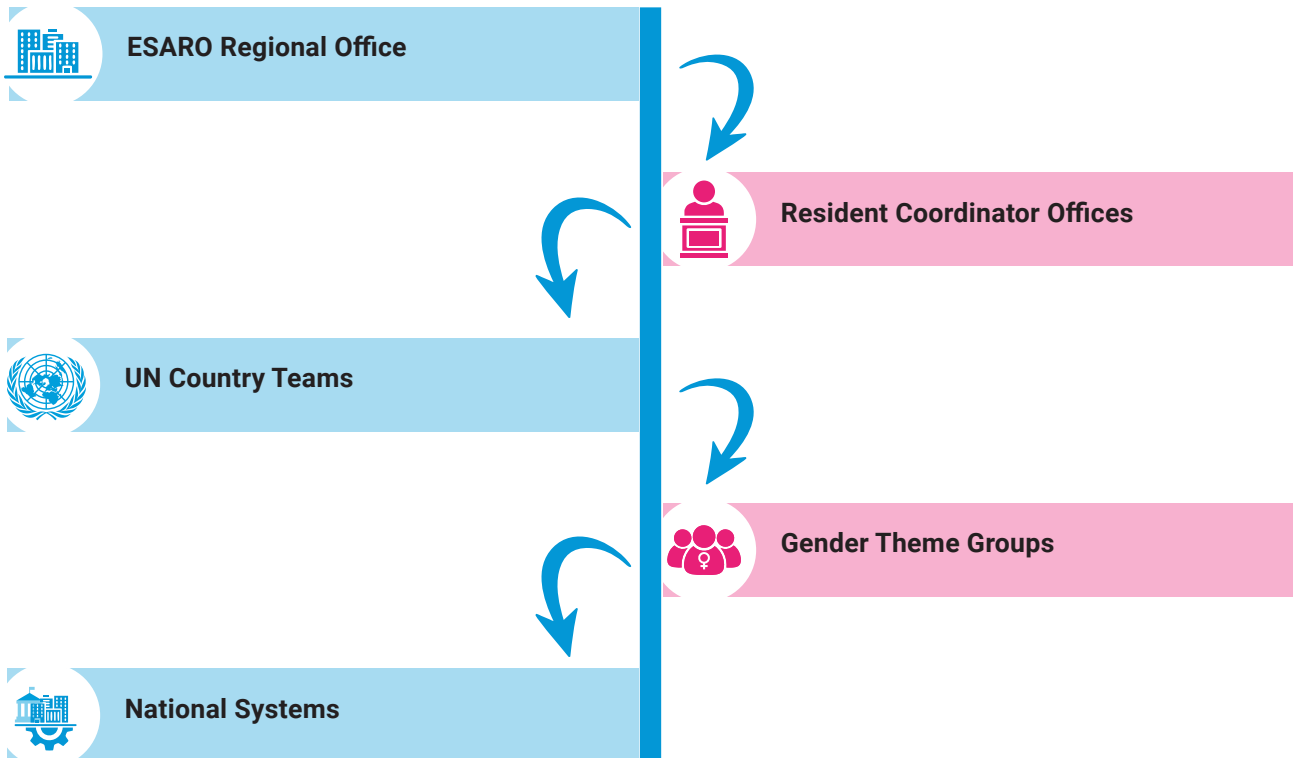 ESARO Regional Office
Resident Coordinator Offices
UN Country Teams
Gender Theme Groups
National Systems